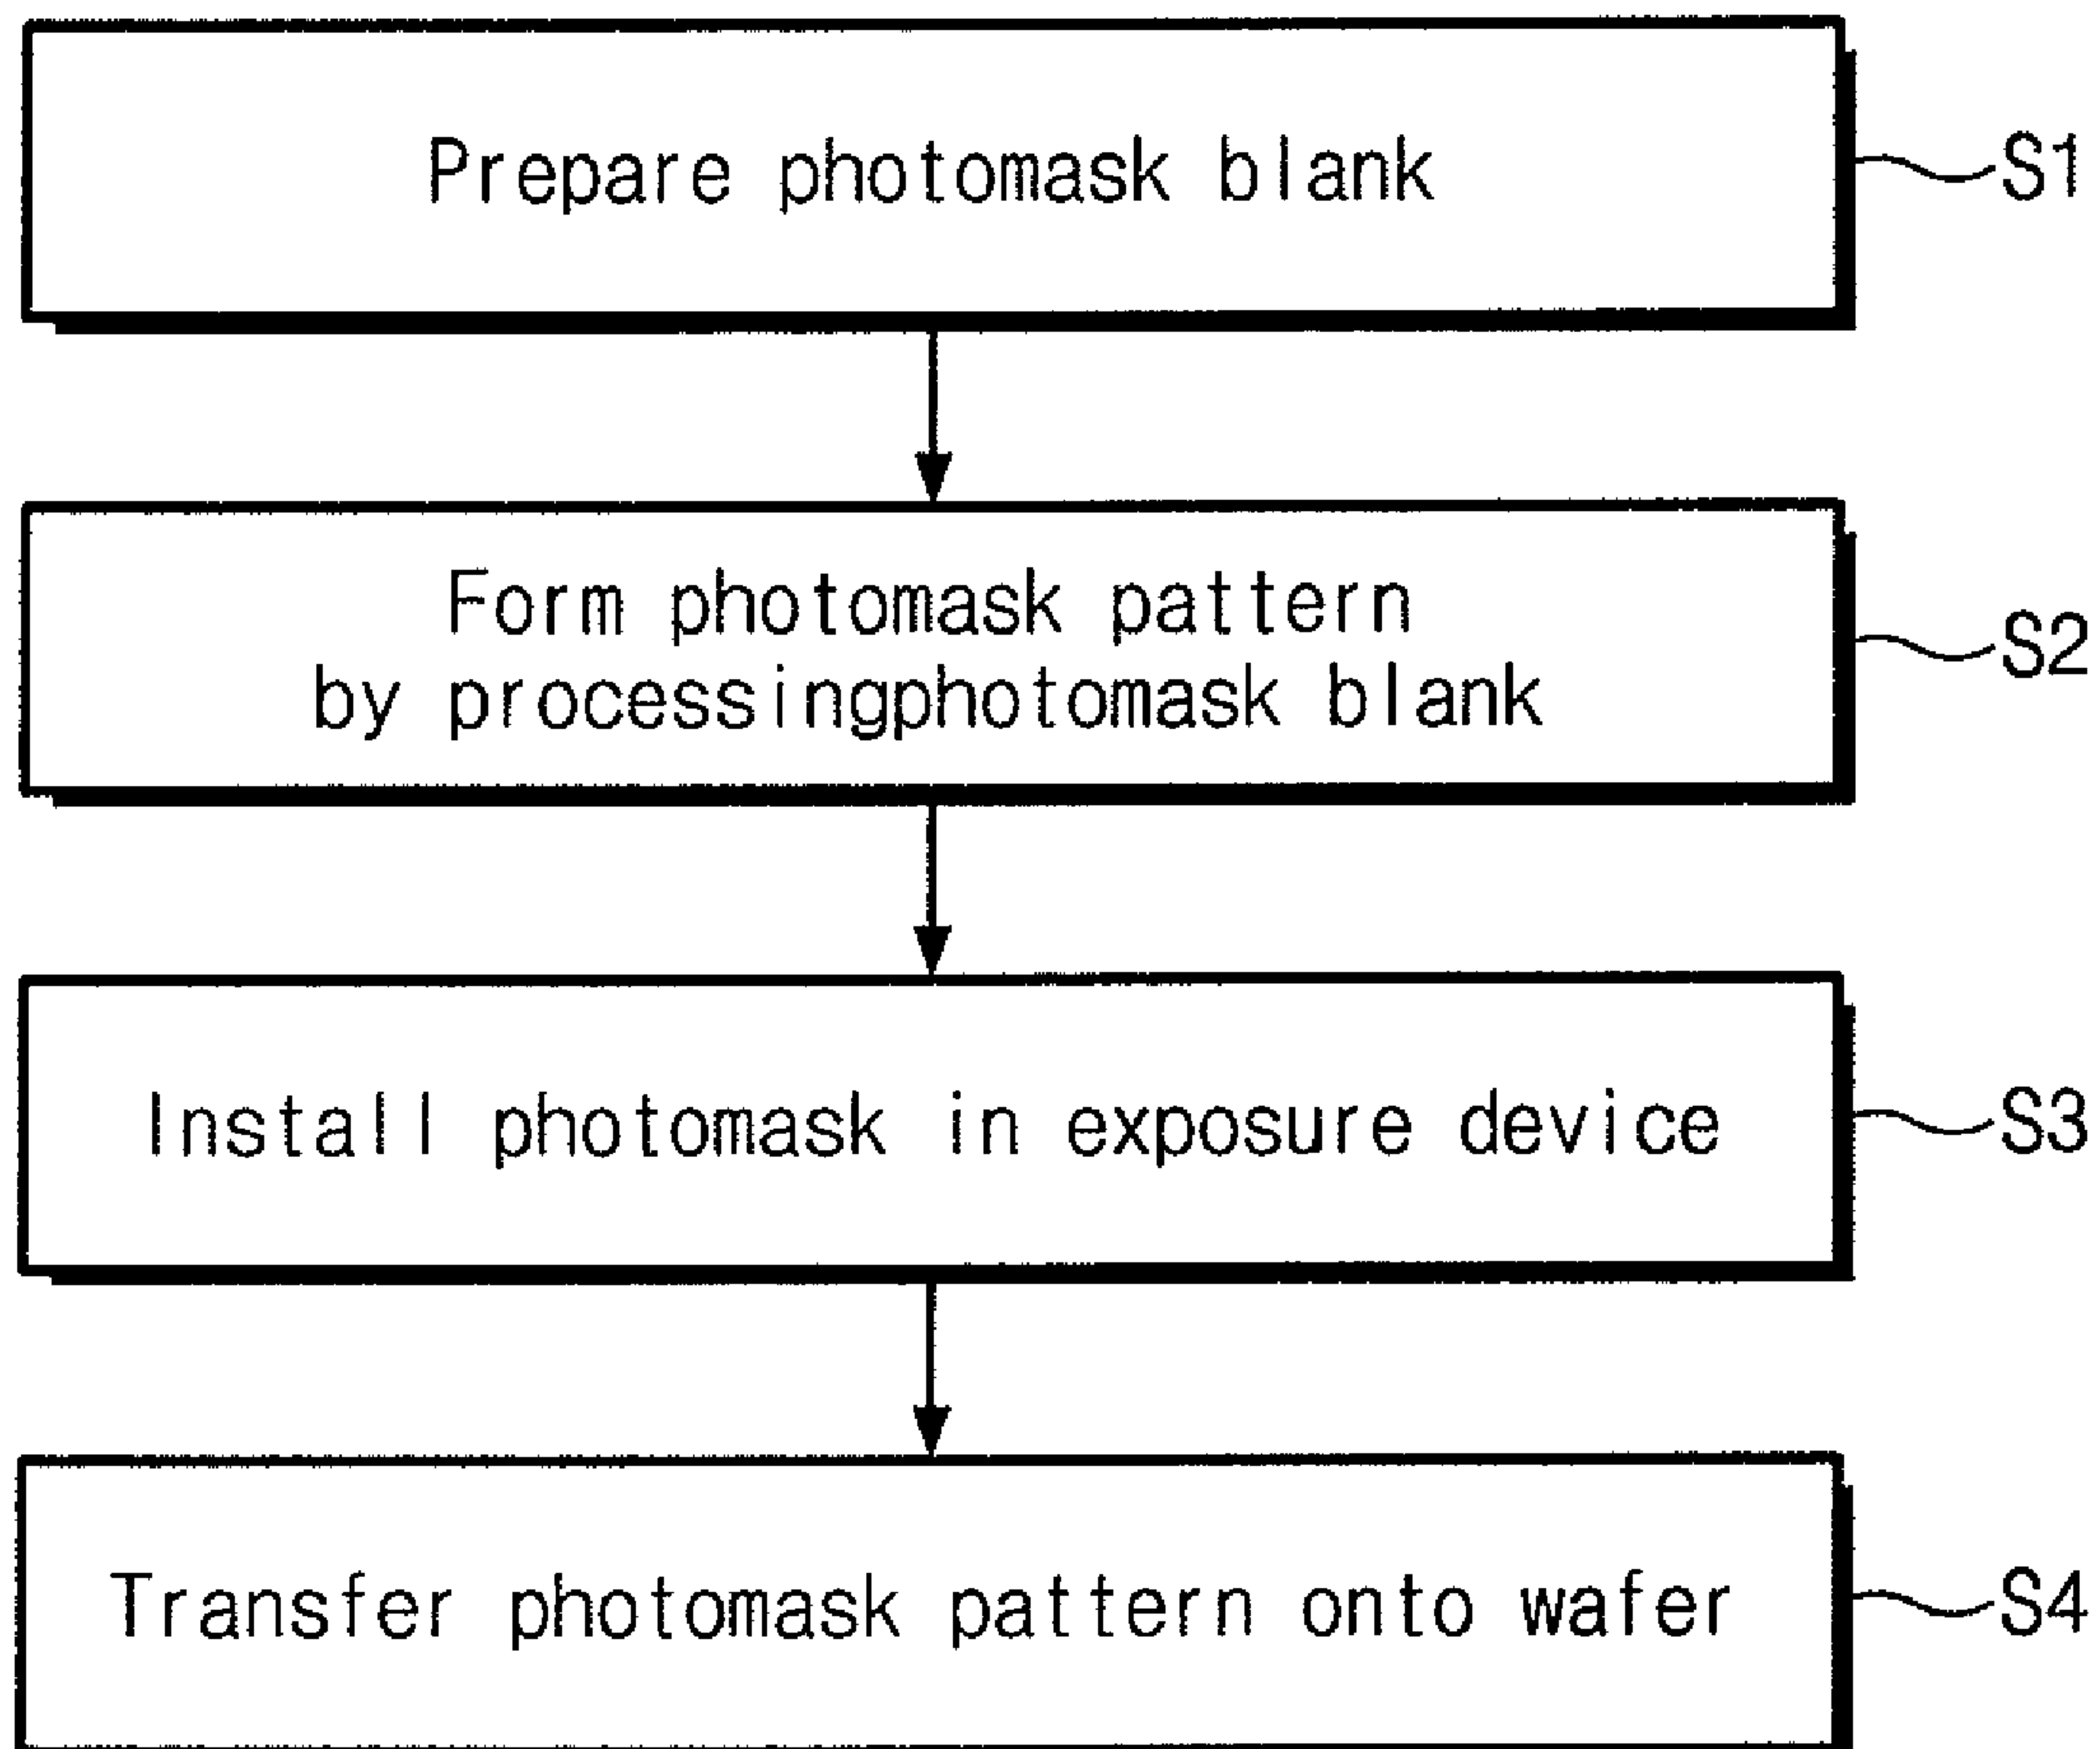 Prepare photomask blank
S1
Form photomask pattern
by processingphotomask blank
S2
Install photomask in exposure device
S3
Transfer photomask pattern onto wafer
S4